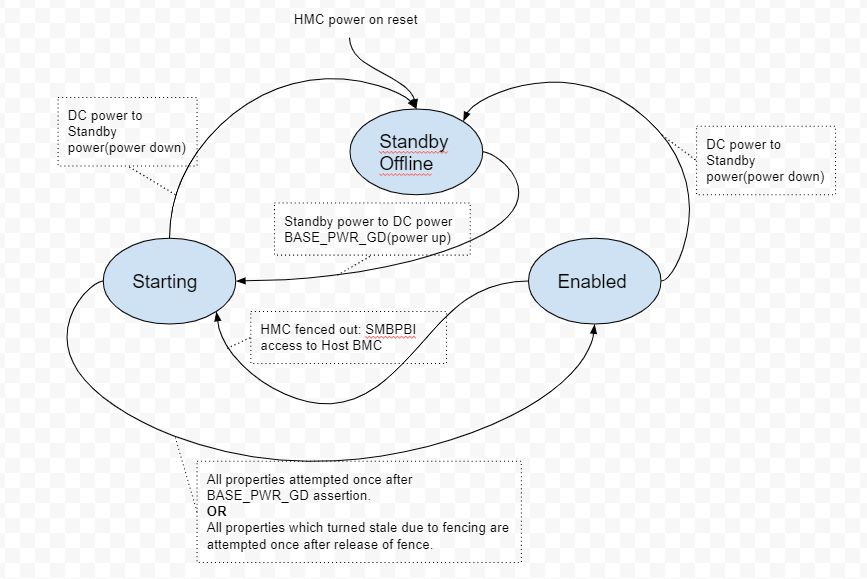 HMC power on reset
DC power to
Standby
power(power down)
Standby
Offline
DC power to
Standby
power(power down)
Standby power to DC power
BASE_PWR_GD(power up)
Starting
Enabled
HMC fenced out: SMBPBI
access to Host BMC
All properties attempted once after
BASE_PWR_GD assertion.
OR
All properties which turned stale due to fencing are
attempted once after release of fence.